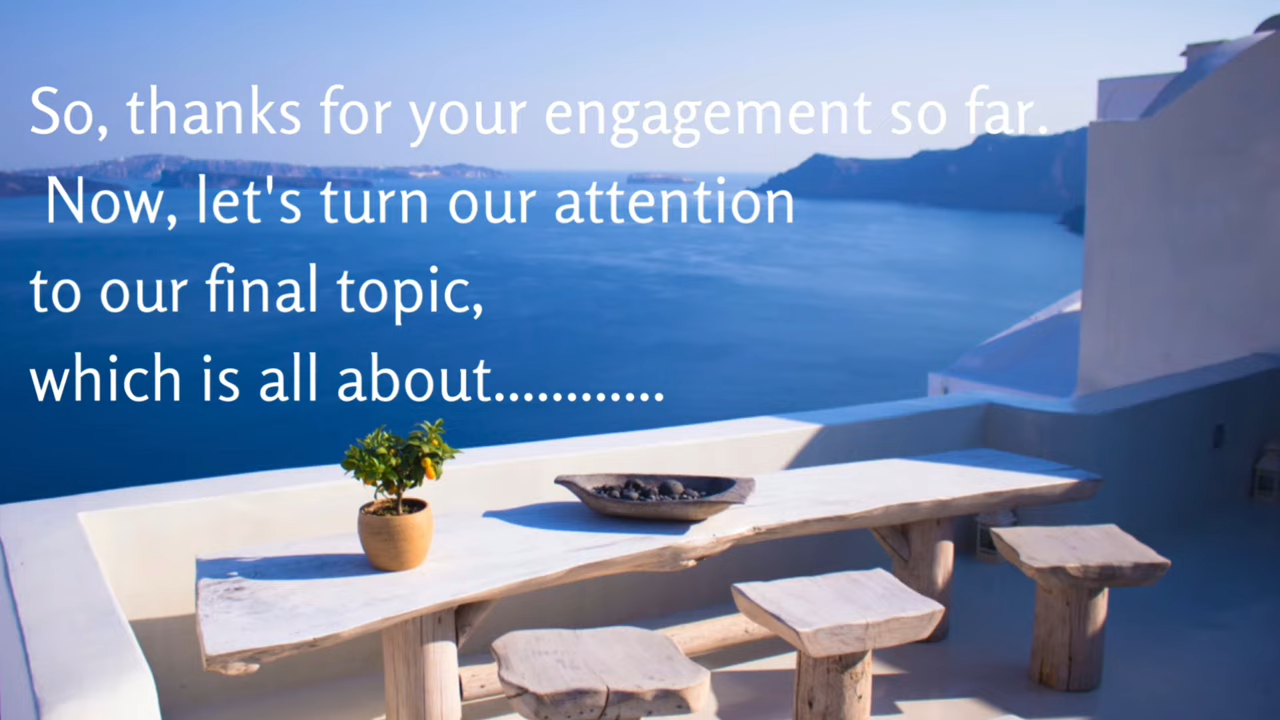 So, thanks for your engagement so far.
Now, let's turn our attention
to our final topic,
which is all about............